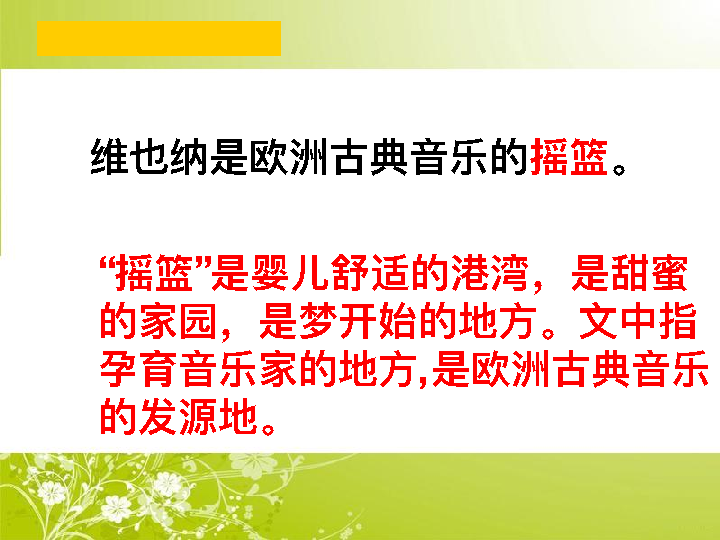 维也纳是欧洲古典音乐的摇篮。
“摇篮”是婴儿舒适的港湾，是甜蜜
的家园，是梦开始的地方。文中指
孕育音乐家的地方,是欧洲古典音乐
的发源地。